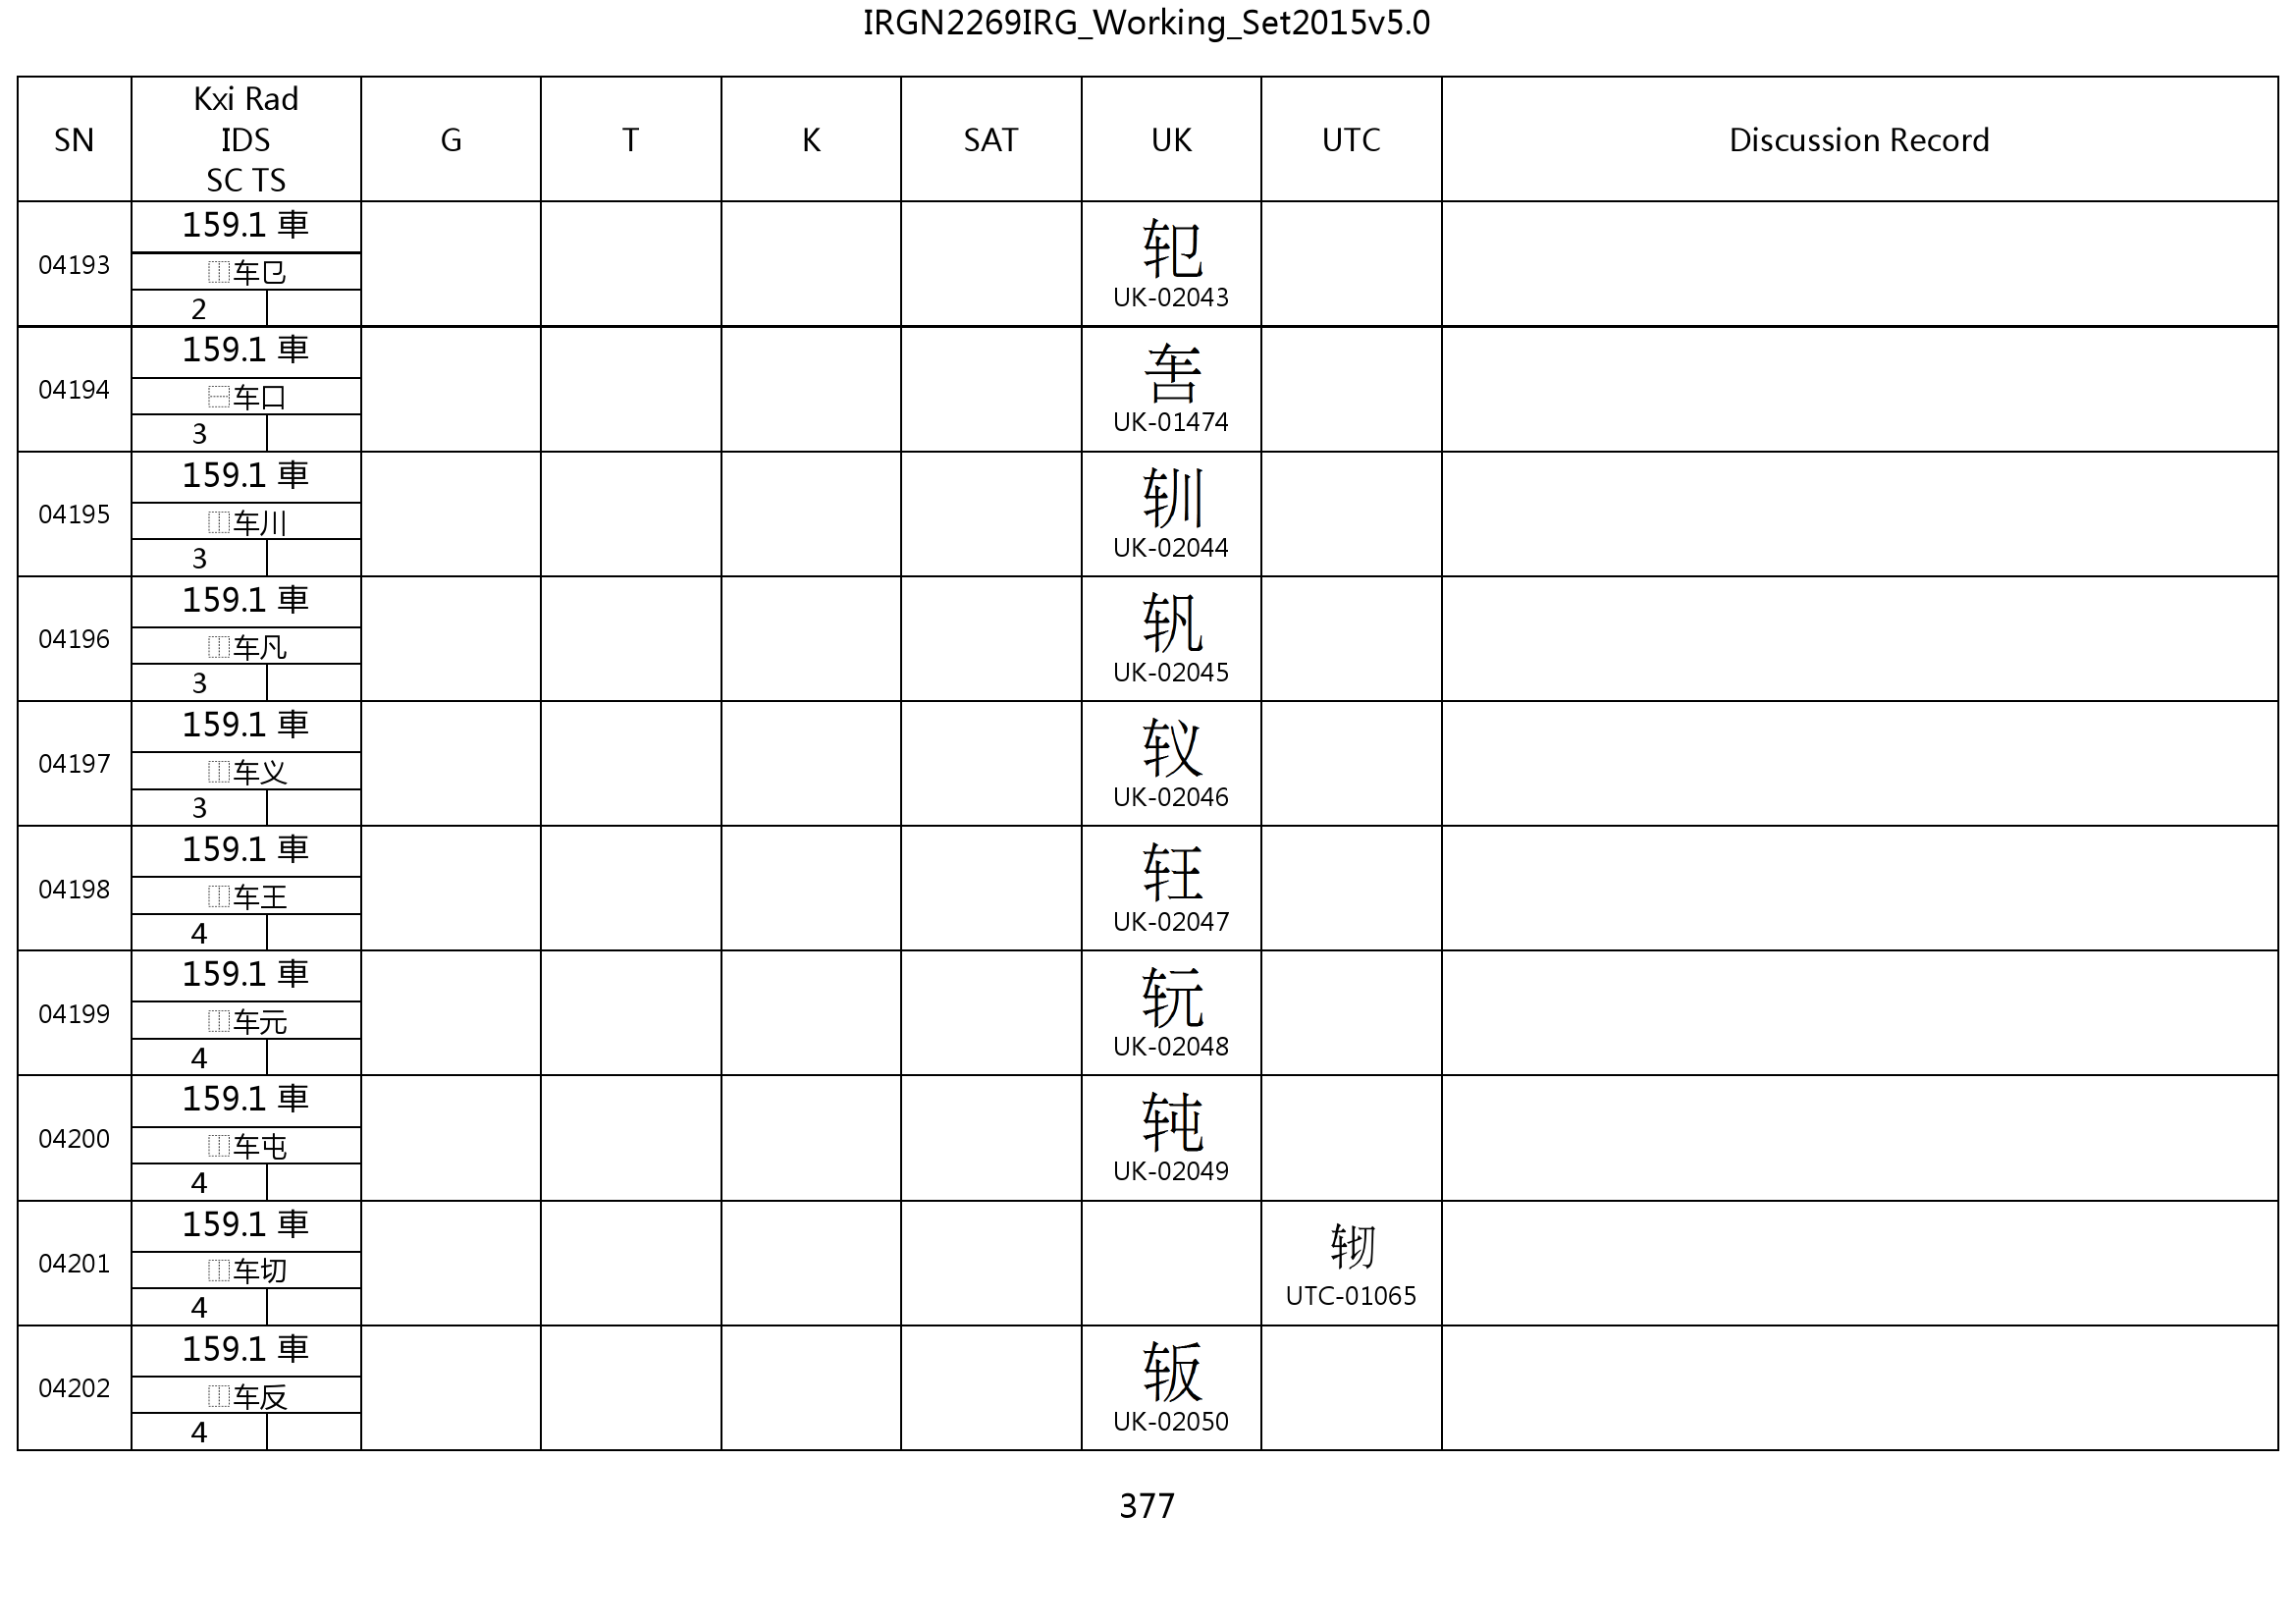 IRGN2269IRG_Working_Set2015v5.0
SN
Kxi Rad
IDS
SC TS
G
T
K
SAT
UK
UTC
Discussion Record
04193
159.1 車
⿰车㔾
2
UK-02043
04194
159.1 車
⿱车口
3
UK-01474
04195
159.1 車
⿰车川
3
UK-02044
04196
159.1 車
⿰车凡
3
UK-02045
04197
159.1 車
⿰车义
3
UK-02046
04198
159.1 車
⿰车王
4
UK-02047
04199
159.1 車
⿰车元
4
UK-02048
04200
159.1 車
⿰车屯
4
UK-02049
04201
159.1 車
⿰车切
4
UTC-01065
04202
159.1 車
⿰车反
4
UK-02050
377